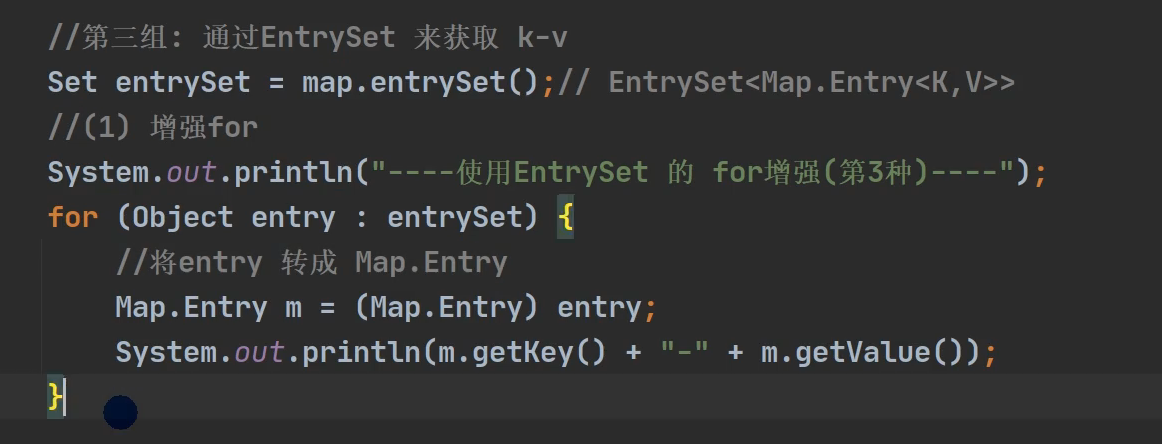 //第三组: 通过EntrySet 来获取 k-v
Set entrySet = map.entrySet();// EntrySet<Map.Entry<K,V>>
//(1) 增强for
System.out.println("----使用EntrySet 的 for增强(第3种)----");
for (Object entry : entrySet) {
//将entry 转成 Map.Entry
Map.Entry m = (Map.Entry) entry;
System.out.println(m.getKey() + "-" + m.getValue());
}